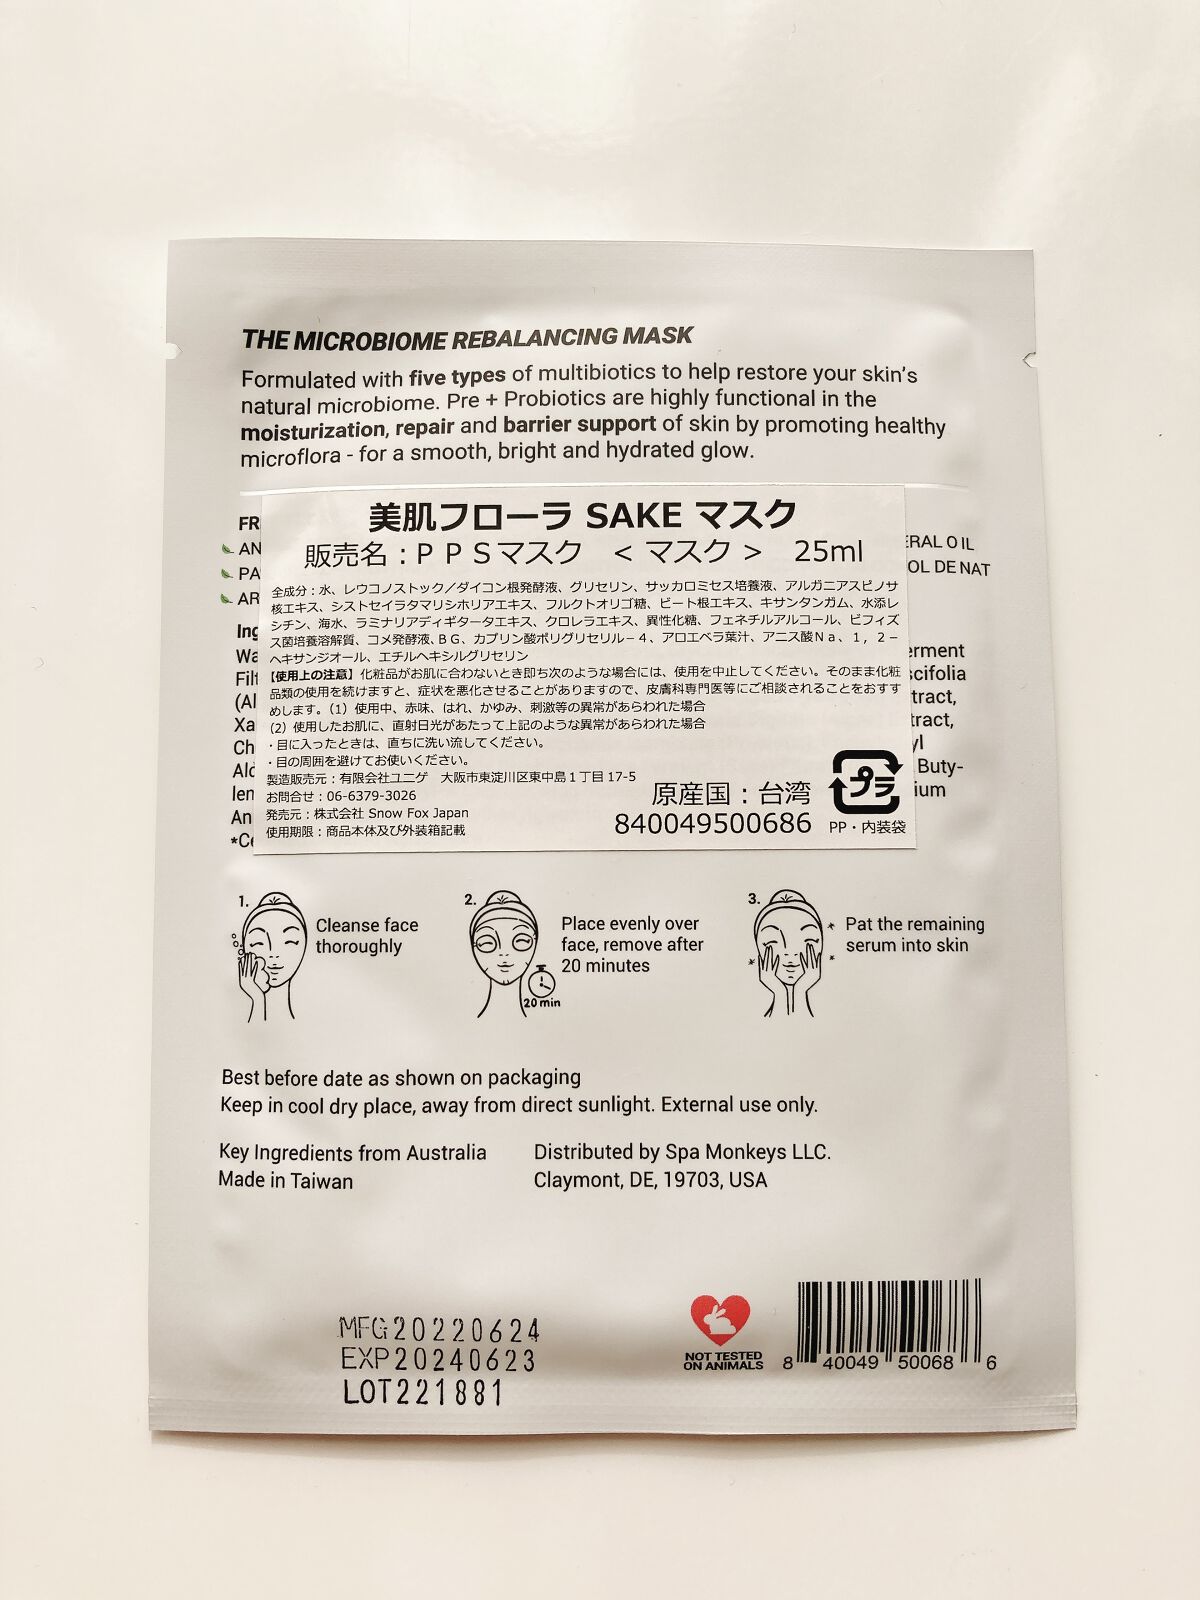 THE MICROBIOME REBALANCING MASK
Formulated with five types of multibiotics to help restore your skin's
natural microbiome. Pre + Probiotics are highly functional in the
moisturization, repair and barrier support of skin by promoting healthy
microflora - for a smooth, bright and hydrated glow.
美肌フローラ SAKE マスク
販売名：ＰＰＳマスク ＜マスク＞ 25ml
全成分：水、レウコノストック／ダイコン根発酵液、グリセリン、サッカロミセス培養液、アルガニアスピノサ
核エキス、シストセイラタマリシホリアエキス、フルクトオリゴ糖、ビート根エキス、キサンタンガム、水添レ
シチン、海水、ラミナリアディギタータエキス、クロレラエキス、異性化糖、フェネチルアルコール、ビフィズ
ス菌培養溶解質、コメ発酵液、ＢＧ、カプリン酸ポリグリセリル－４、アロエベラ葉汁、アニス酸Ｎａ、１，２－
ヘキサンジオール、エチルヘキシルグリセリン
【使用上の注意】化粧品がお肌に合わないとき即ち次のような場合には、使用を中止してください。そのまま化粧
品類の使用を続けますと、症状を悪化させることがありますので、皮膚科専門医等にご相談されることをおすす
めします。（1）使用中、赤味、はれ、かゆみ、刺激等の異常があらわれた場合
（2）使用したお肌に、直射日光があたって上記のような異常があらわれた場合
・目に入ったときは、直ちに洗い流してください。
・目の周囲を避けてお使いください。
製造販売元：有限会社ユニゲ 大阪市東淀川区東中島１丁目 17-5
お問合せ：06-6379-3026
発売元：株式会社 Snow Fox Japan
使用期限：商品本体及び外装箱記載
原産国：台湾
840049500686
プラ
PP・内装袋
FR
AN
PA
AR
ERAL OIL
OL DE NAT
Ing
Wa
Filt
(Al
Xa
Ch
Alo
len
An
*Ce
erment
scifolia
tract,
tract,
yl
Buty-
ium
1.
Cleanse face
thoroughly
2.
Place evenly over
face, remove after
20 minutes
20 min
3.
Pat the remaining
serum into skin
Best before date as shown on packaging
Keep in cool dry place, away from direct sunlight. External use only.
Key Ingredients from Australia
Made in Taiwan
Distributed by Spa Monkeys LLC.
Claymont, DE, 19703, USA
MFG20220624
EXP20240623
LOT221881
NOT TESTED
ON ANIMALS
8 40049 50068 6